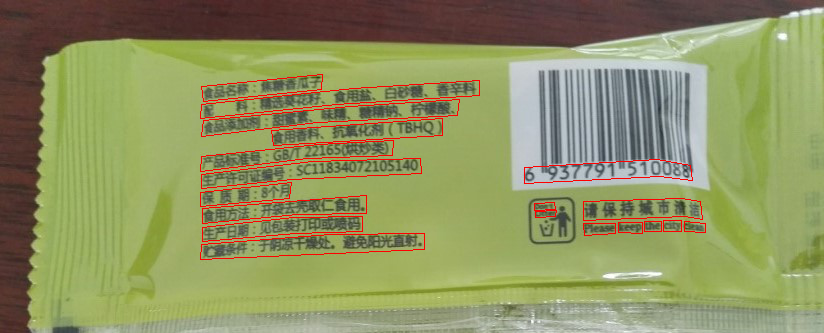 食品名称：焦糖香瓜子
配　　料：精选葵花籽、食用盐、白砂糖、香辛料
食品添加剂：甜蜜素、味精、糖精钠、柠檬酸、
食用香料、抗氧化剂（TBHQ）
产品标准号：GB/T 22165(烘炒类)
生产许可证编号：SC11834072105140
保 质 期：8个月
食用方法：开袋去壳取仁食用。
生产日期：见包装打印或喷码
贮藏条件：于阴凉干燥处。避免阳光直射。
6 937791 510088
请保持城市清洁
Please keep the city clean